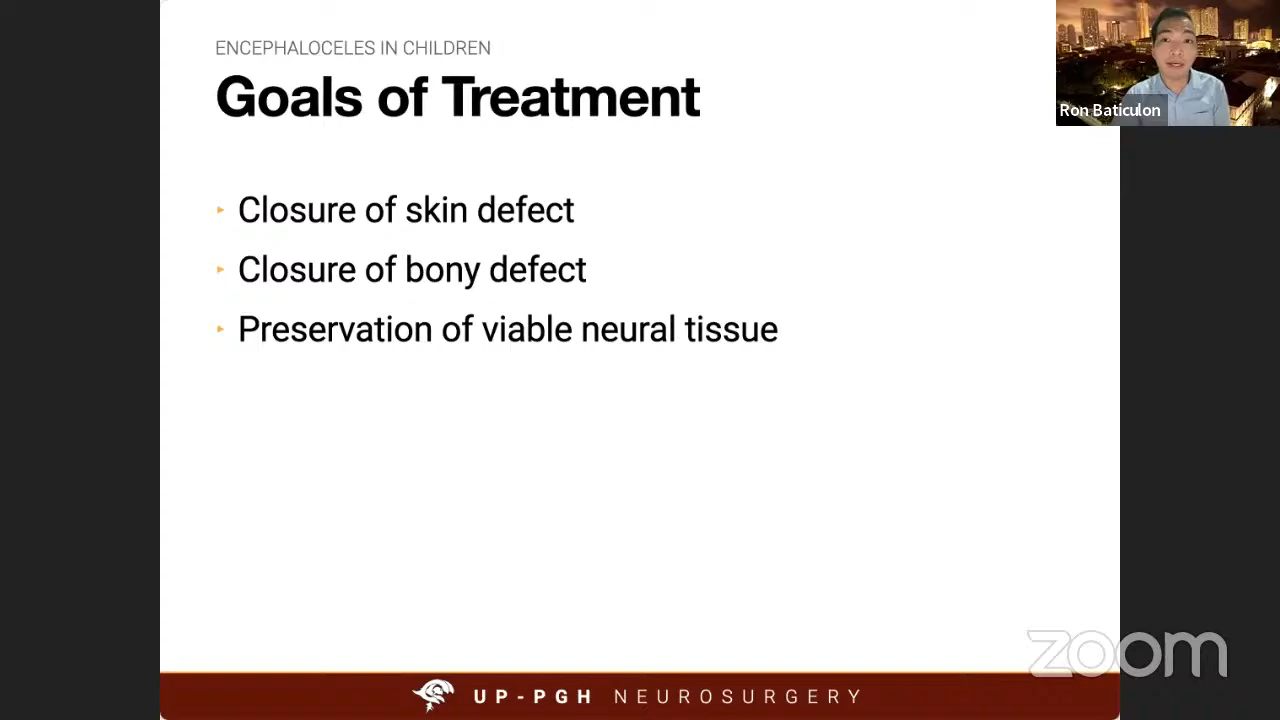 ENCEPHALOCELES IN CHILDREN
Goals of Treatment
Ron Baticulon
Closure of skin defect
Closure of bony defect
Preservation of viable neural tissue
zoom
UP-PGH NEUROSURGERY